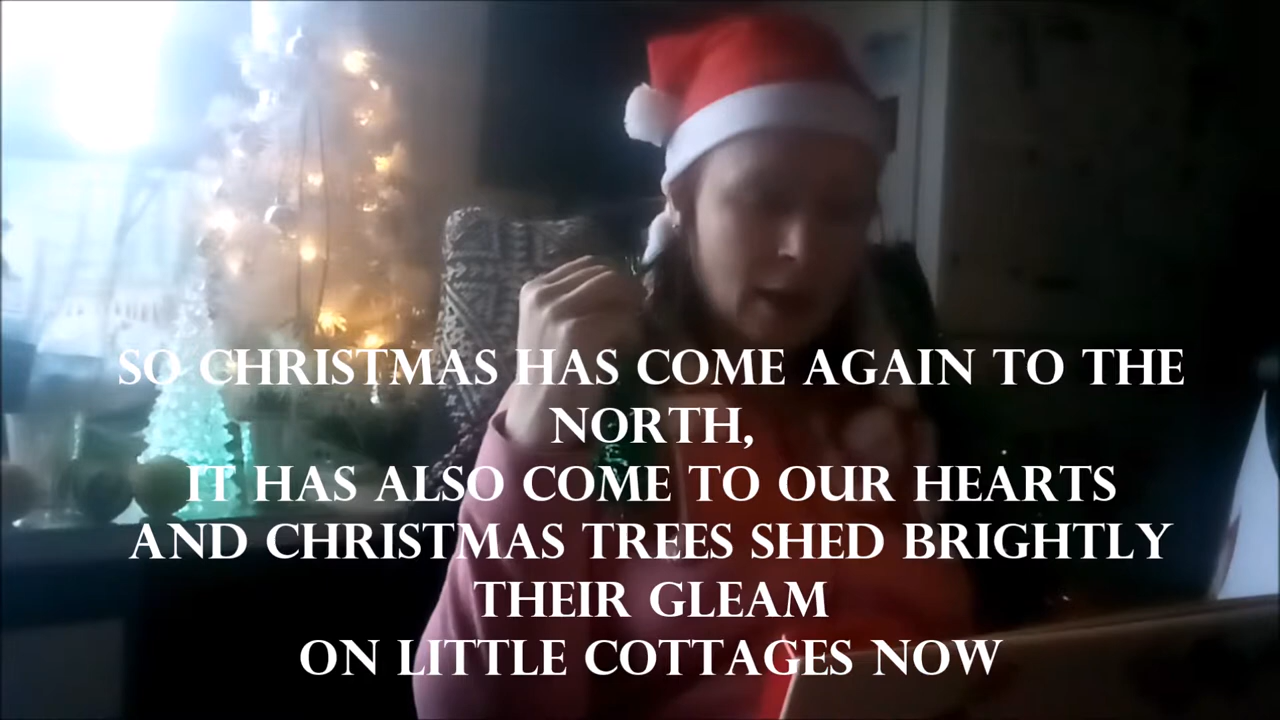 SO CHRISTMAS HAS COME AGAIN TO THE
NORTH,
IT HAS ALSO COME TO OUR HEARTS
AND CHRISTMAS TREES SHED BRIGHTLY
THEIR GLEAM
ON LITTLE COTTAGES NOW